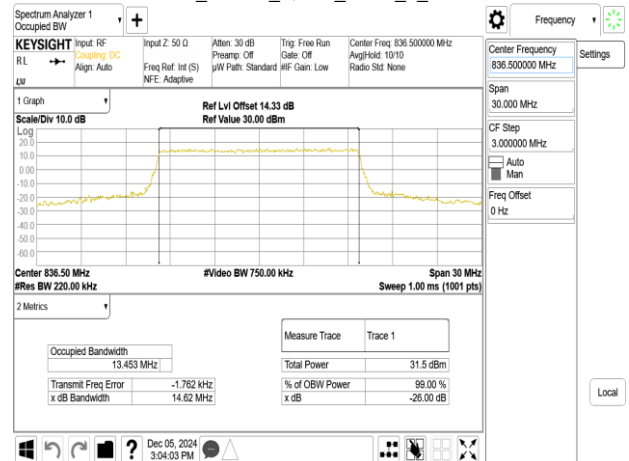 Spectrum Analyzer 1
Occupied BW
Frequency
KEYSIGHT Input: RF Input Z: 50 Ω Atten: 30 dB Trig: Free Run Center Freq: 836.500000 MHz
RL Coupling: DC Preamp: Off Gate: Off Avg|Hold: 10/10
Align: Auto Freq Ref: Int (S) µW Path: Standard #IF Gain: Low Radio Std: None
NFE: Adaptive
LXI
Center Frequency
836.500000 MHz
Settings
Span
30.000 MHz
CF Step
3.000000 MHz
Auto
Man
Freq Offset
0 Hz
Local
1 Graph
Ref Lvl Offset 14.33 dB
Scale/Div 10.0 dB Ref Value 30.00 dBm
Log
20.0
10.0
0.00
-10.0
-20.0
-30.0
-40.0
-50.0
-60.0
Center 836.50 MHz #Video BW 750.00 kHz Span 30 MHz
#Res BW 220.00 kHz Sweep 1.00 ms (1001 pts)
2 Metrics
Measure Trace Trace 1
Occupied Bandwidth
13.453 MHz Total Power 31.5 dBm
Transmit Freq Error -1.762 kHz % of OBW Power 99.00 %
x dB Bandwidth 14.62 MHz x dB -26.00 dB
? Dec 05, 2024
3:04:03 PM